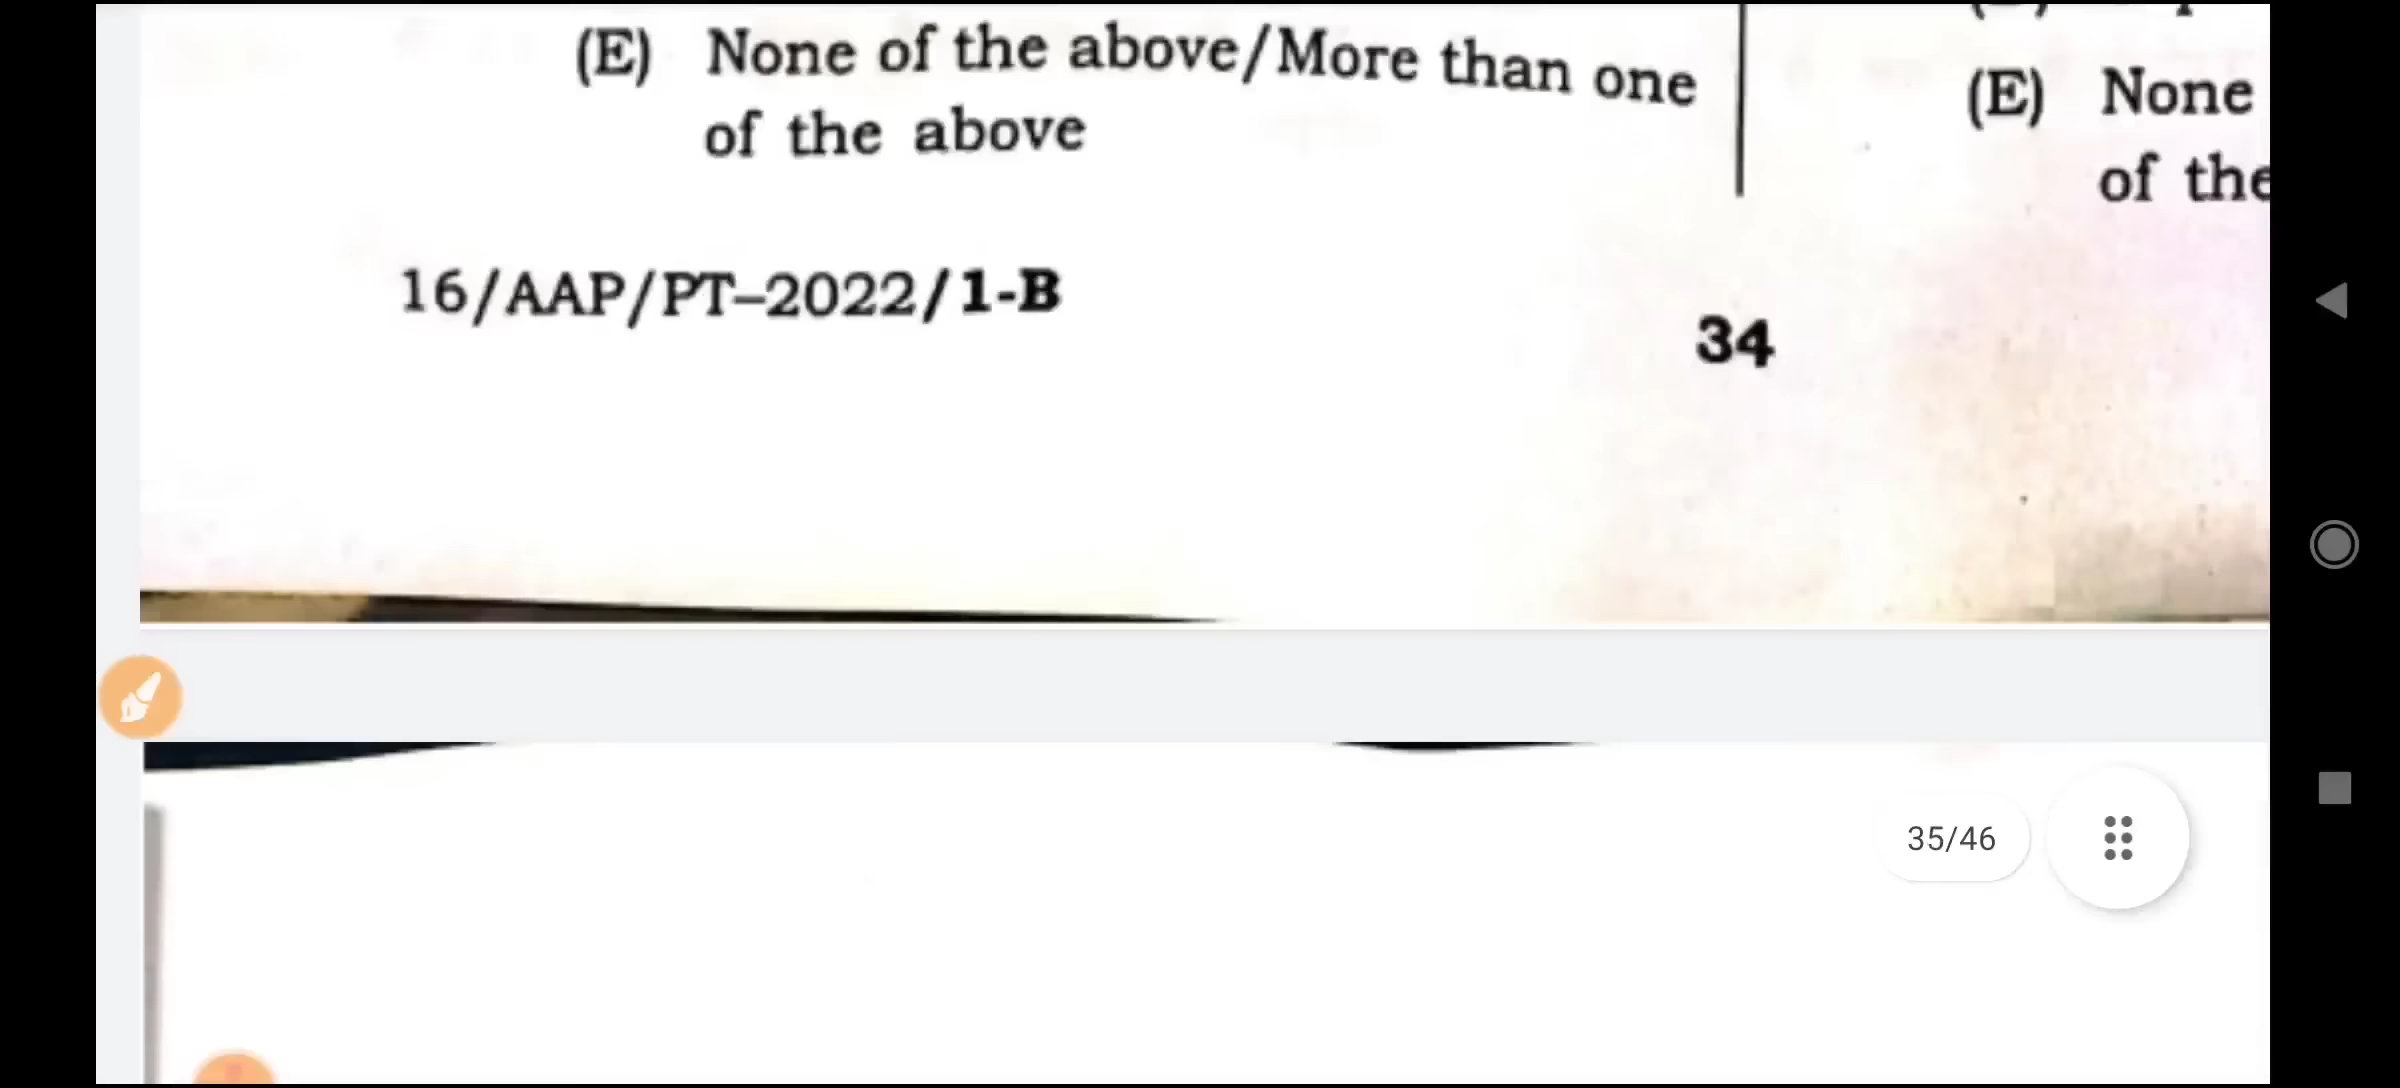 (E) None of the above/More than one
of the above
(E) None
of the
16/AAP/PT–2022/1-B
34
35/46